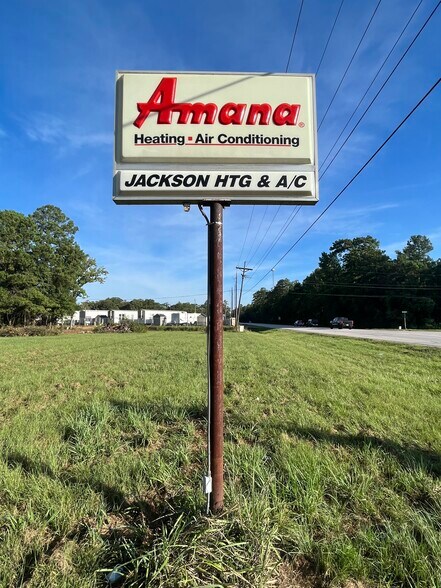 Amana®
Heating • Air Conditioning
JACKSON HTG & A/C